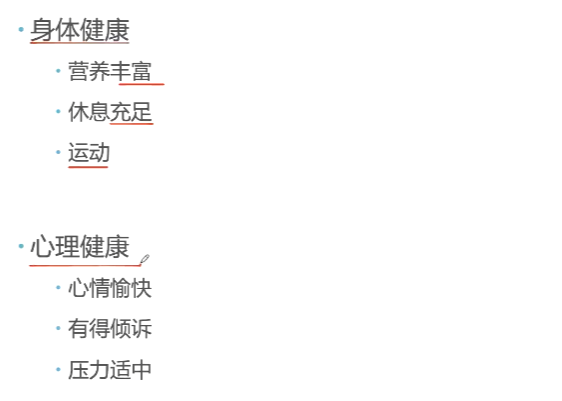 • 身体健康
• 营养丰富
• 休息充足
• 运动
• 心理健康
• 心情愉快
• 有得倾诉
• 压力适中